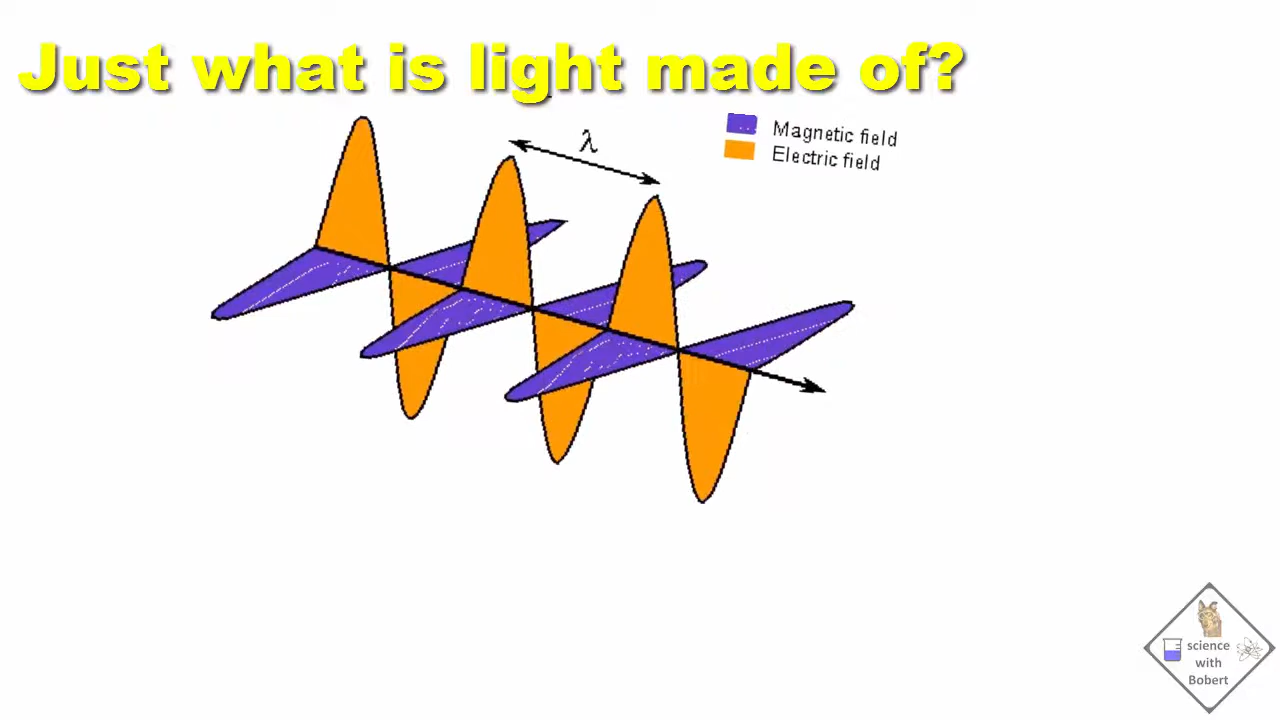 Just what is light made of?
λ
Magnetic field
Electric field
science
with
Bobert